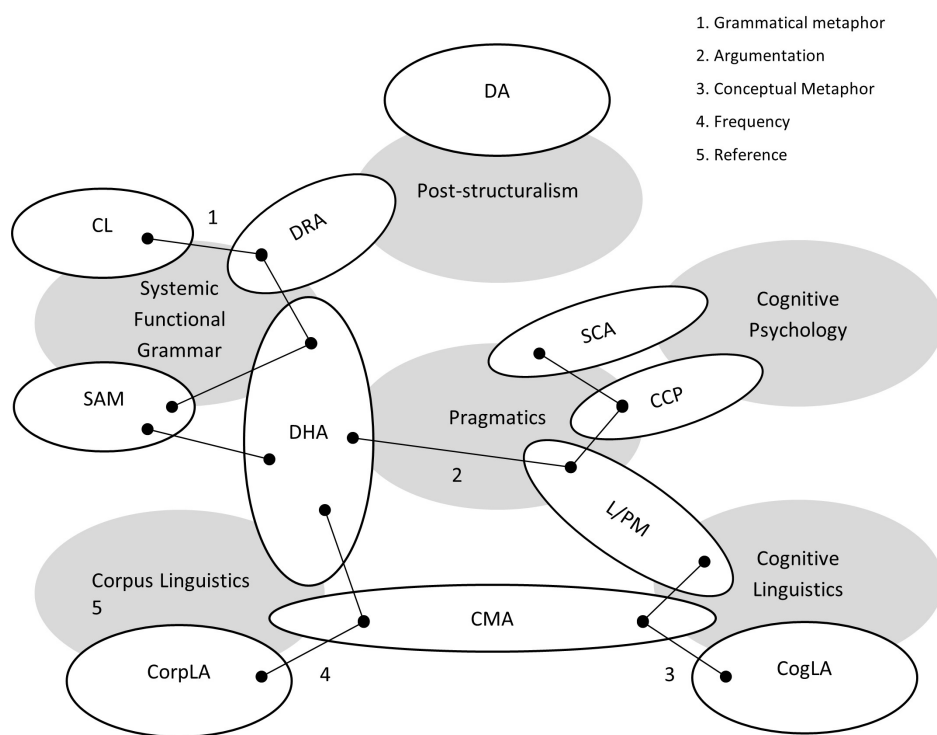 1. Grammatical metaphor
2. Argumentation
3. Conceptual Metaphor
4. Frequency
5. Reference
DA
Post-structuralism
CL
1
DRA
Systemic
Functional
Grammar
Cognitive
Psychology
SCA
CCP
SAM
DHA
Pragmatics
2
L/PM
Corpus Linguistics
5
Cognitive
Linguistics
CMA
CorpLA
4
3
CogLA